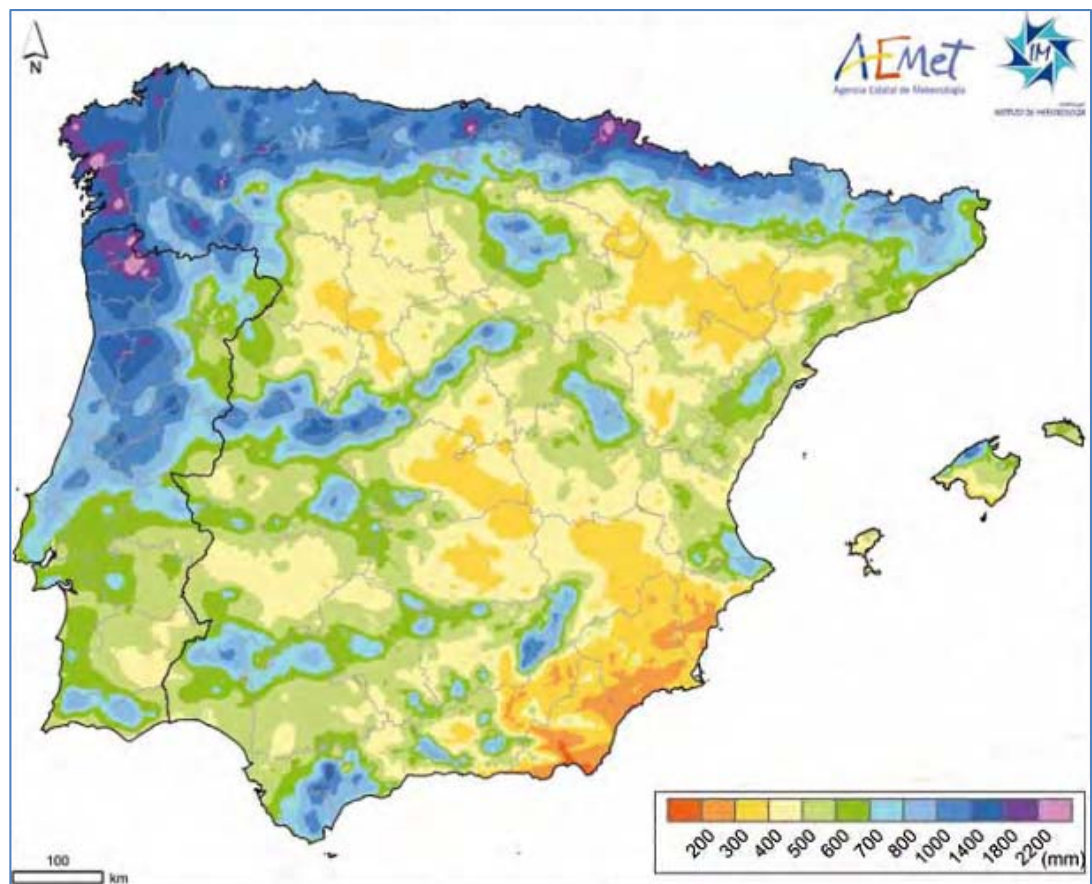 N
AEMet
Agencia Estatal de Meteorología
IM
INSTITUTO DE METEOROLOGIA
100
km
200 300 400 500 600 700 800 1000 1400 1800 2200 (mm)